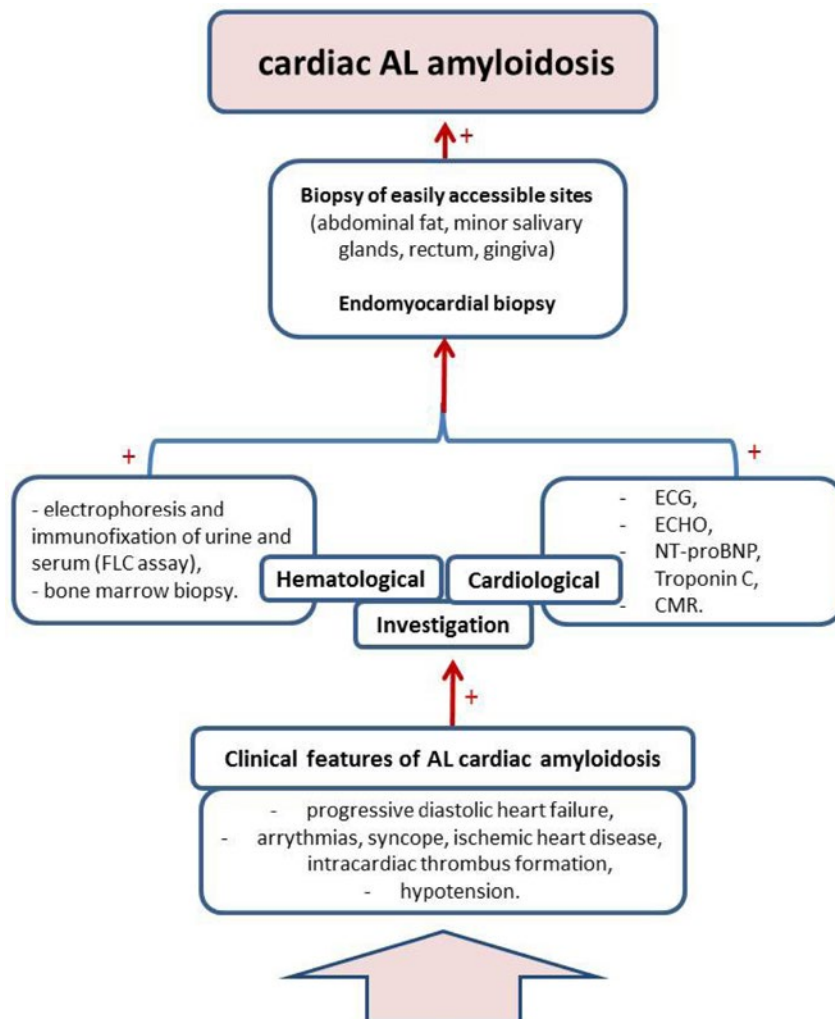 cardiac AL amyloidosis
+
Biopsy of easily accessible sites
(abdominal fat, minor salivary
glands, rectum, gingiva)
Endomyocardial biopsy
+
+
- electrophoresis and
immunofixation of urine and
serum (FLC assay),
- bone marrow biopsy.
- ECG,
- ECHO,
- NT-proBNP,
Troponin C,
- CMR.
Hematological
Cardiological
Investigation
+
Clinical features of AL cardiac amyloidosis
- progressive diastolic heart failure,
- arrythmias, syncope, ischemic heart disease,
intracardiac thrombus formation,
- hypotension.